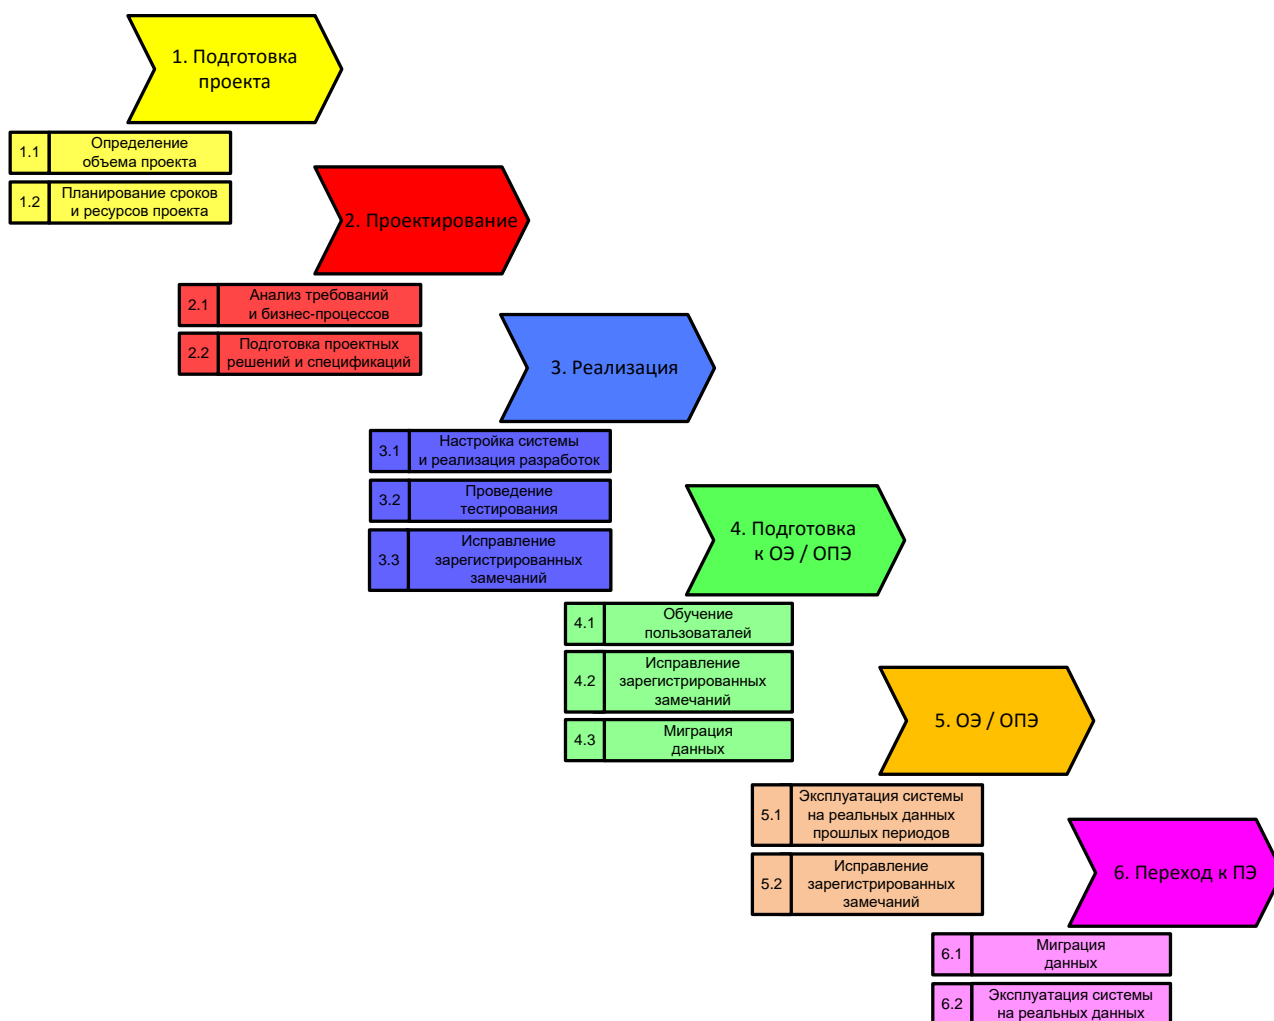 1. Подготовка
проекта
1.1
Определение
объема проекта
1.2
Планирование сроков
и ресурсов проекта
2. Проектирование
2.1
Анализ требований
и бизнес-процессов
2.2
Подготовка проектных
решений и спецификаций
3. Реализация
3.1
Настройка системы
и реализация разработок
3.2
Проведение
тестирования
3.3
Исправление
зарегистрированных
замечаний
4. Подготовка
к ОЭ / ОПЭ
4.1
Обучение
пользоваталей
4.2
Исправление
зарегистрированных
замечаний
4.3
Миграция
данных
5. ОЭ / ОПЭ
5.1
Эксплуатация системы
на реальных данных
прошлых периодов
5.2
Исправление
зарегистрированных
замечаний
6. Переход к ПЭ
6.1
Миграция
данных
6.2
Эксплуатация системы
на реальных данных